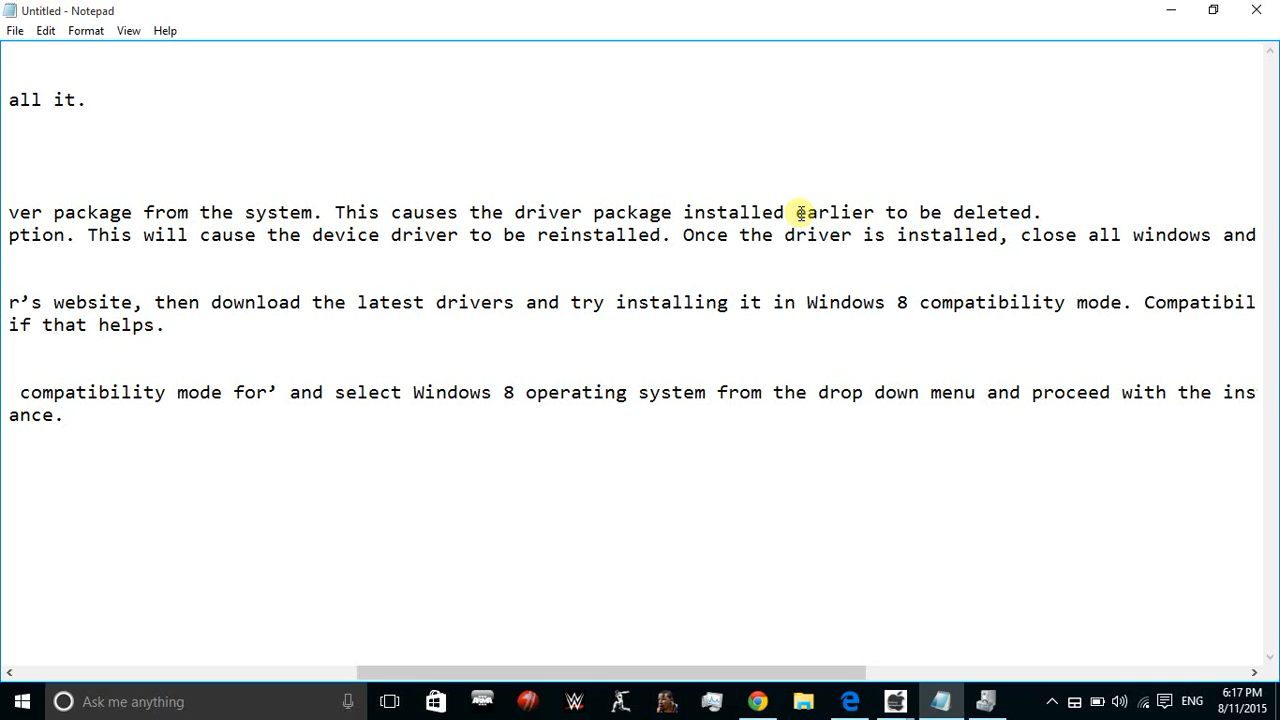 Untitled - Notepad
File Edit Format View Help
all it.
ver package from the system. This causes the driver package installed earlier to be deleted.
ption. This will cause the device driver to be reinstalled. Once the driver is installed, close all windows and
r’s website, then download the latest drivers and try installing it in Windows 8 compatibility mode. Compatibil
if that helps.
compatibility mode for’ and select Windows 8 operating system from the drop down menu and proceed with the ins
ance.
Ask me anything
ENG
6:17 PM
8/11/2015